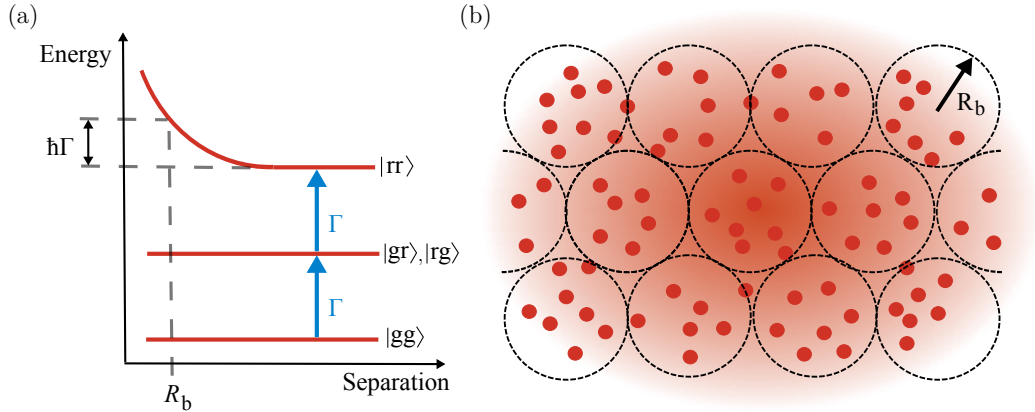 (a)
Energy
ħΓ
|rr⟩
Γ
|gr⟩,|rg⟩
Γ
|gg⟩
R_b
Separation
(b)
R_b